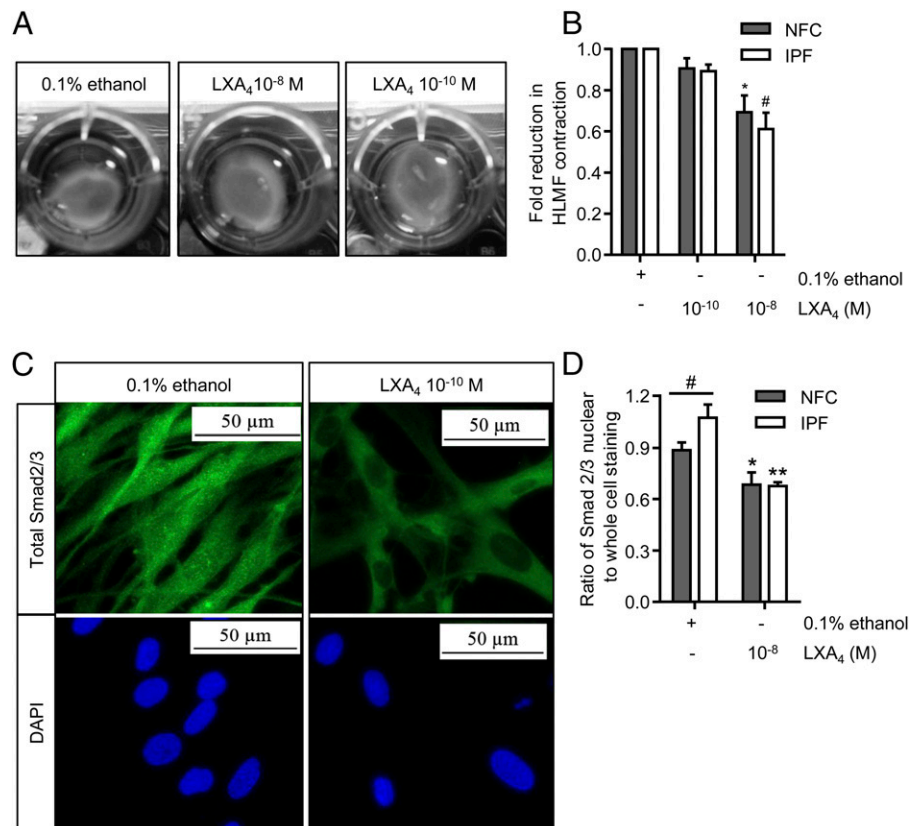 A
0.1% ethanol
LXA₄10⁻⁸ M
LXA₄ 10⁻¹⁰ M
B
NFC
IPF
Fold reduction in
HLMF contraction
1.0
0.8
0.6
0.4
0.2
0.0
*
#
+ - - 0.1% ethanol
- 10⁻¹⁰ 10⁻⁸ LXA₄ (M)
C
0.1% ethanol
LXA₄ 10⁻¹⁰ M
Total Smad2/3
50 µm
50 µm
DAPI
50 µm
50 µm
D
NFC
IPF
Ratio of Smad 2/3 nuclear
to whole cell staining
1.2
0.9
0.6
0.3
0.0
#
*
**
+ - 0.1% ethanol
- 10⁻⁸ LXA₄ (M)